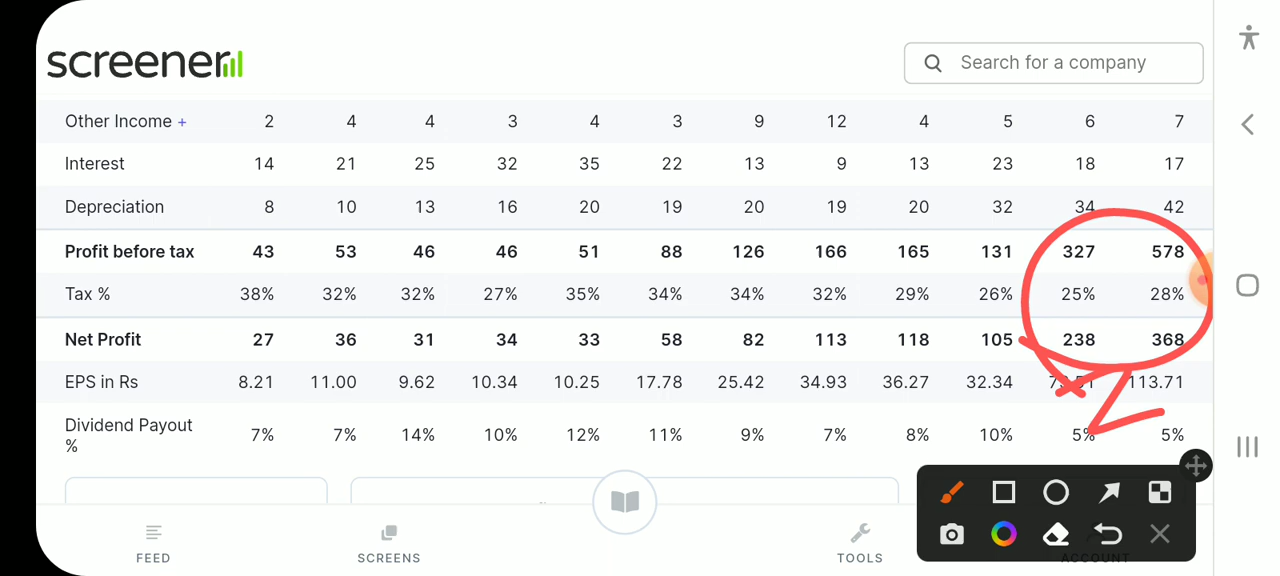 screener
Search for a company
Other Income + 2 4 4 3 4 3 9 12 4 5 6 7
Interest 14 21 25 32 35 22 13 9 13 23 18 17
Depreciation 8 10 13 16 20 19 20 19 20 32 34 42
Profit before tax 43 53 46 46 51 88 126 166 165 131 327 578
Tax % 38% 32% 32% 27% 35% 34% 34% 32% 29% 26% 25% 28%
Net Profit 27 36 31 34 33 58 82 113 118 105 238 368
EPS in Rs 8.21 11.00 9.62 10.34 10.25 17.78 25.42 34.93 36.27 32.34 113.71
Dividend Payout
% 7% 7% 14% 10% 12% 11% 9% 7% 8% 10% 5% 5%
FEED SCREENS TOOLS ACCOUNT